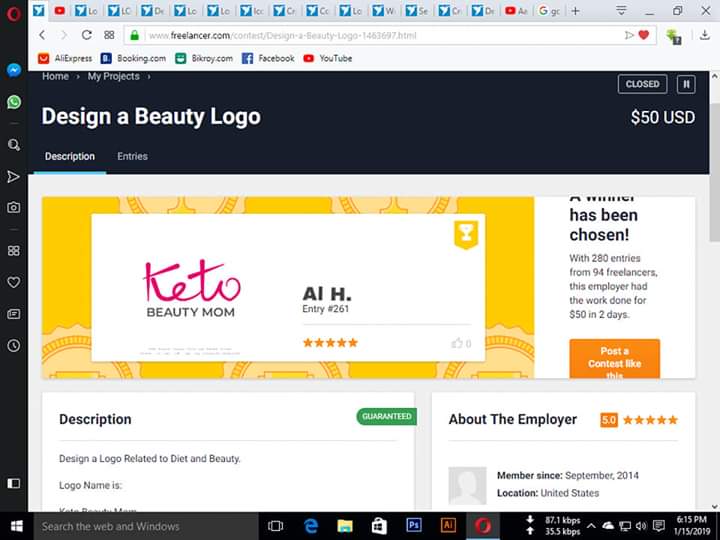 Lo
LO
De
Lo
Lo
Ico
Cr
Co
Lo
W
Se
Cr
De
Aa
gc
www.freelancer.com/contest/Design-a-Beauty-Logo-1463697.html
AliExpress
B. Booking.com
Bikroy.com
Facebook
YouTube
Home › My Projects ›
CLOSED
Design a Beauty Logo
$50 USD
Description
Entries
Keto
BEAUTY MOM
Al H.
Entry #261
0
A winner
has been
chosen!
With 280 entries
from 94 freelancers,
this employer had
the work done for
$50 in 2 days.
Post a
Contest like
this
Description
GUARANTEED
Design a Logo Related to Diet and Beauty.
Logo Name is:
Keto Beauty Mom
About The Employer
5.0
Member since: September, 2014
Location: United States
Search the web and Windows
Ps
Ai
87.1 kbps
35.5 kbps
6:15 PM
1/15/2019